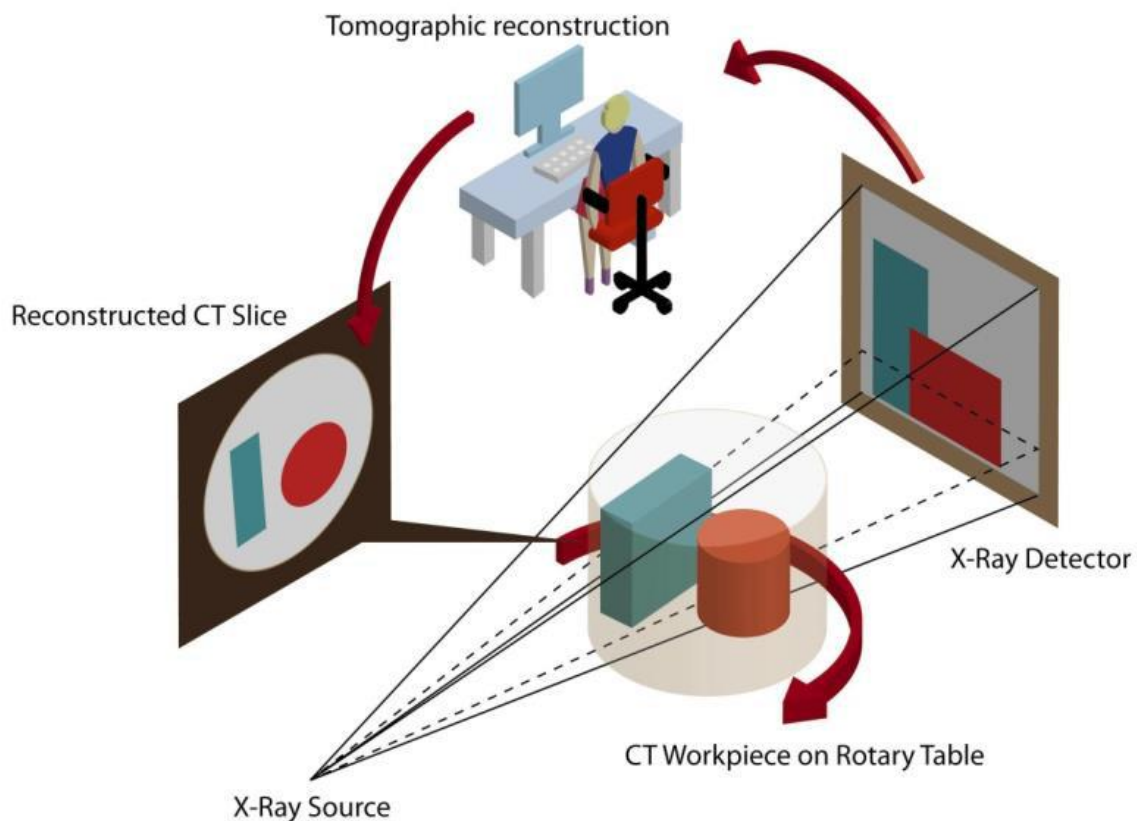 Tomographic reconstruction
Reconstructed CT Slice
X-Ray Detector
CT Workpiece on Rotary Table
X-Ray Source